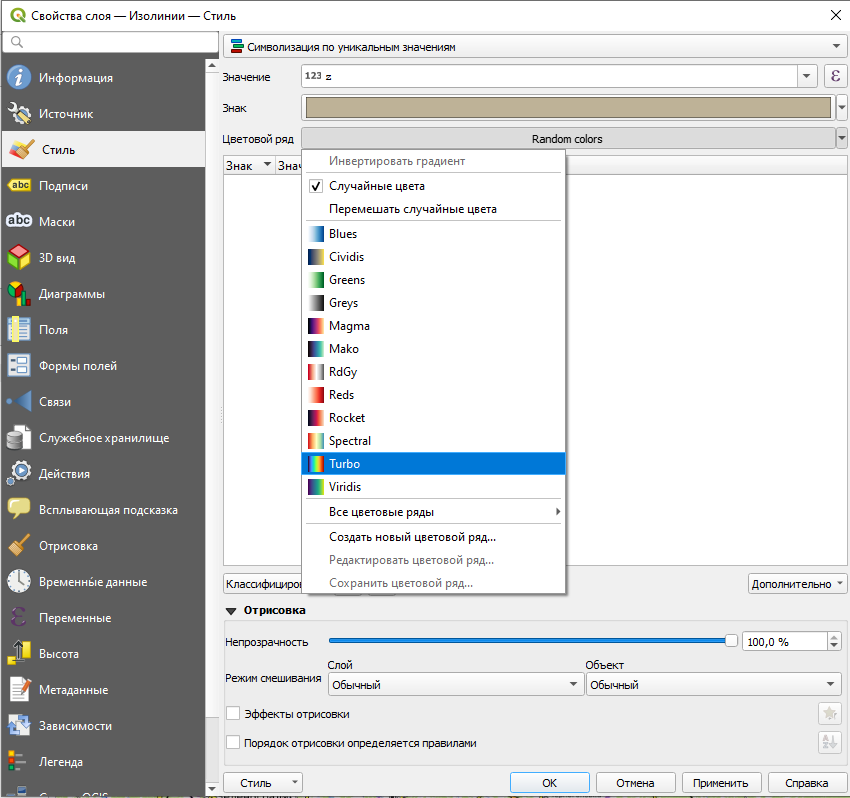 Свойства слоя — Изолинии — Стиль
Символизация по уникальным значениям
Информация
Значение
123 z
ε
Источник
Знак
Стиль
Цветовой ряд
Random colors
Знак
Знач
Инвертировать градиент
Подписи
Случайные цвета
Маски
Перемешать случайные цвета
3D вид
Blues
Cividis
Диаграммы
Greens
Greys
Поля
Magma
Mako
Формы полей
RdGy
Связи
Reds
Rocket
Служебное хранилище
Spectral
Действия
Turbo
Viridis
Всплывающая подсказка
Все цветовые ряды
Отрисовка
Создать новый цветовой ряд...
Редактировать цветовой ряд...
Временны́е данные
Сохранить цветовой ряд...
Классифициров
Дополнительно
Переменные
Отрисовка
Непрозрачность
100,0 %
Высота
Слой
Объект
Режим смешивания
Обычный
Обычный
Метаданные
Эффекты отрисовки
Зависимости
Порядок отрисовки определяется правилами
Легенда
Стиль
OK
Отмена
Применить
Справка